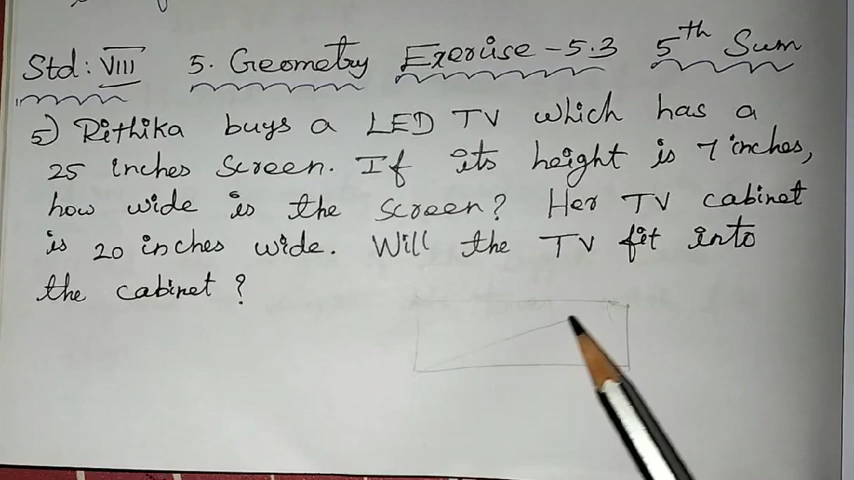 Std: VIII 5. Geometry Exercise - 5.3 5th Sum
5) Rithika buys a LED TV which has a
25 inches screen. If its height is 7 inches,
how wide is the screen? Her TV cabinet
is 20 inches wide. Will the TV fit into
the cabinet?